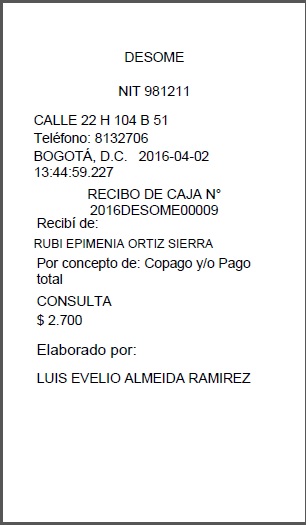 DESOME
NIT 981211
CALLE 22 H 104 B 51
Teléfono: 8132706
BOGOTÁ, D.C. 2016-04-02
13:44:59.227
RECIBO DE CAJA N°
2016DESOME00009
Recibí de:
RUBI EPIMENIA ORTIZ SIERRA
Por concepto de: Copago y/o Pago
total
CONSULTA
$ 2.700
Elaborado por:
LUIS EVELIO ALMEIDA RAMIREZ